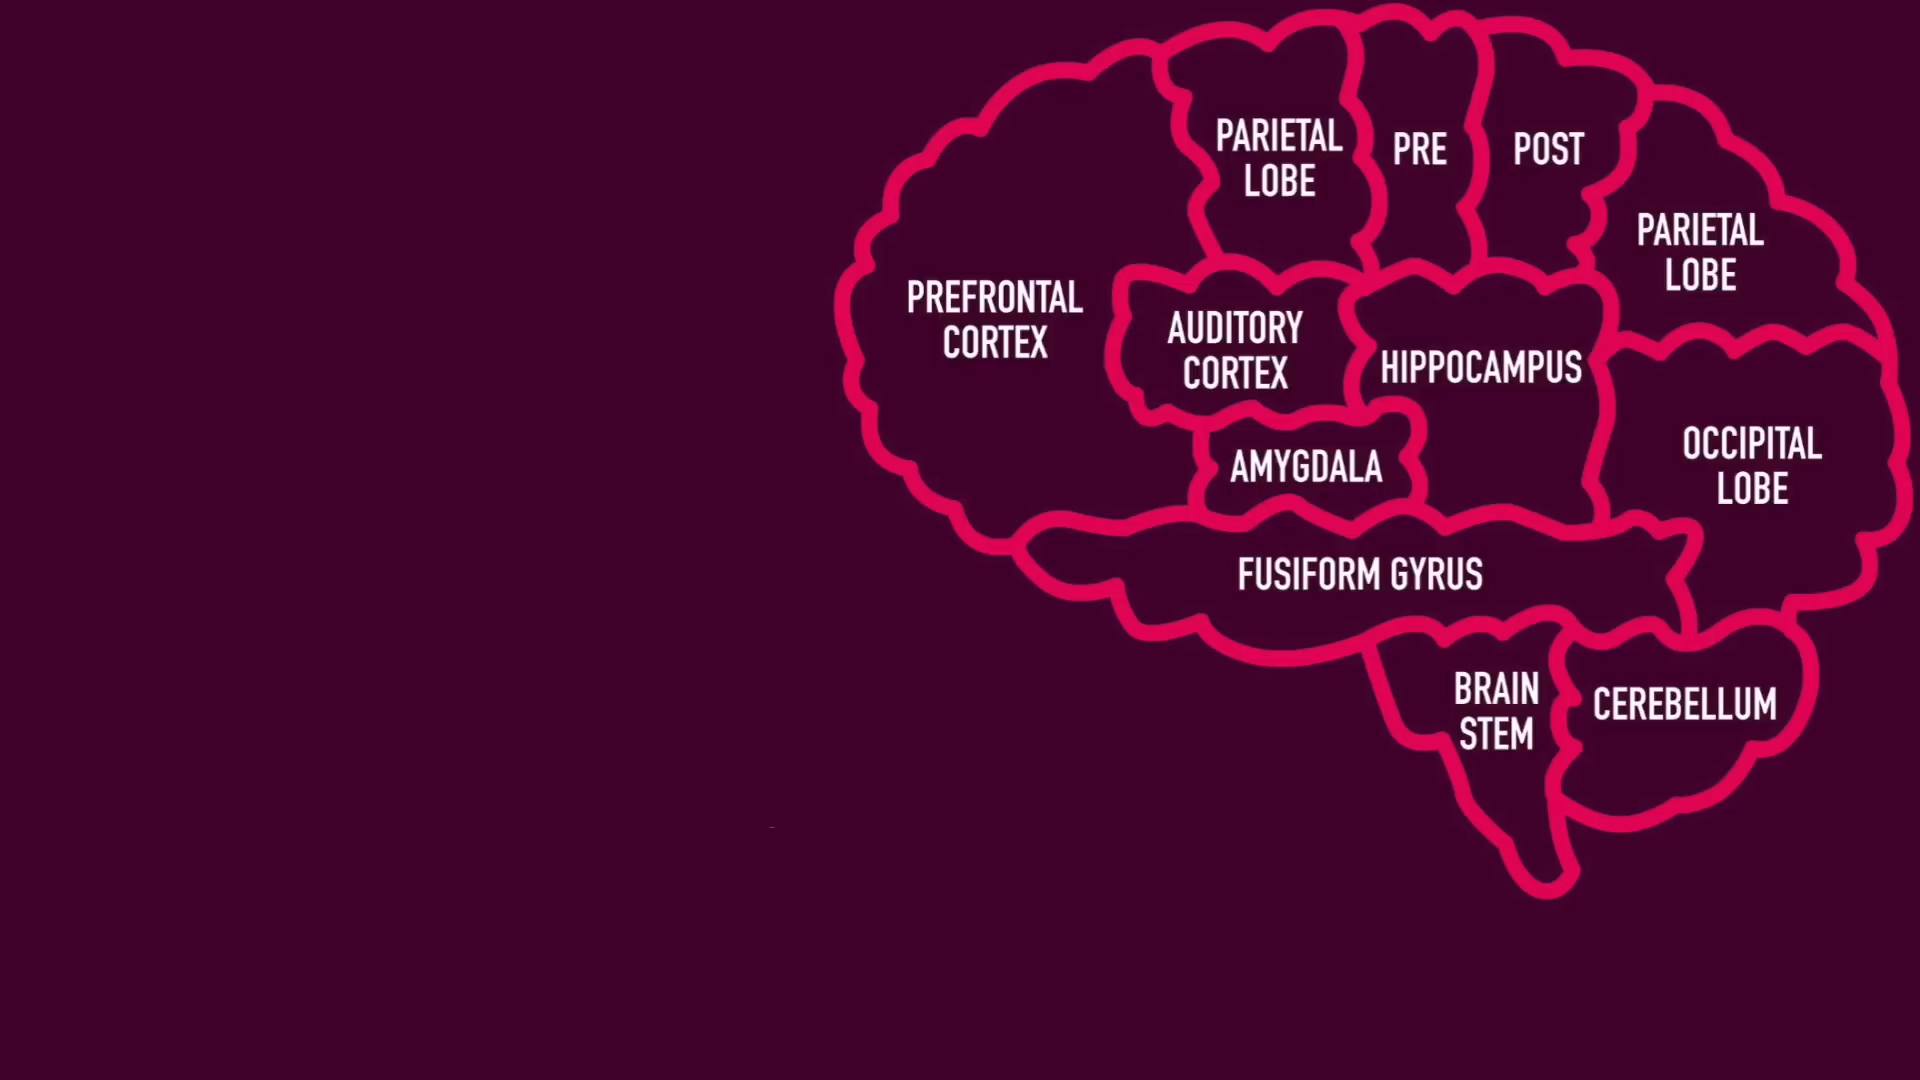 PARIETAL
LOBE
PRE
POST
PARIETAL
LOBE
PREFRONTAL
CORTEX
AUDITORY
CORTEX
HIPPOCAMPUS
AMYGDALA
OCCIPITAL
LOBE
FUSIFORM GYRUS
BRAIN
STEM
CEREBELLUM